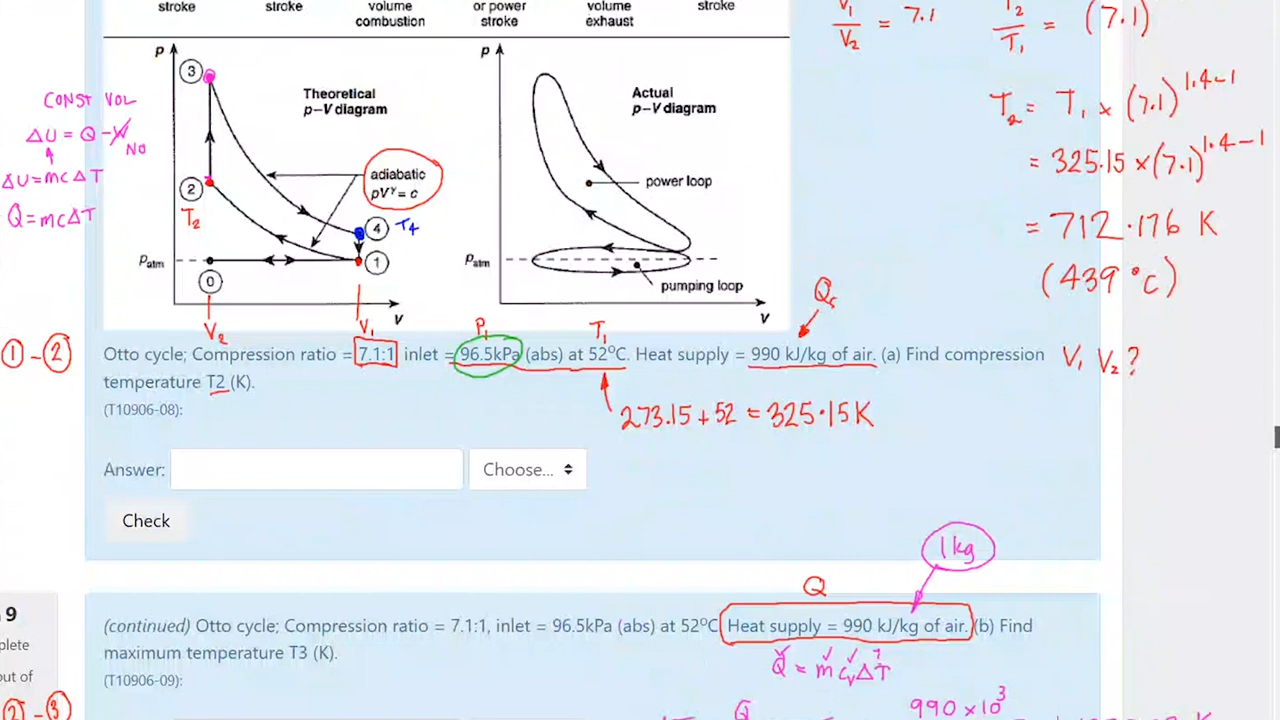 stroke stroke volume combustion or power stroke volume exhaust stroke
V1/V2 = 7.1
T2/T1 = (7.1)
p
3
Theoretical
p–V diagram
CONST VOL
ΔU = Q - W
NO
ΔU = mcΔT
Q = mcΔT
2
T2
adiabatic
pVγ = c
4 T4
Patm
0
1
V
V2
V1
p
Actual
p–V diagram
power loop
Patm
pumping loop
V
T2 = T1 × (7.1)^1.4-1
= 325.15 × (7.1)^1.4-1
= 712.176 K
(439 °C)
P1
T1
Qs
1 - 2
Otto cycle; Compression ratio = 7.1:1, inlet = 96.5kPa (abs) at 52ºC. Heat supply = 990 kJ/kg of air. (a) Find compression
V1 V2 ?
temperature T2 (K).
(T10906-08):
273.15 + 52 = 325.15 K
Answer: Choose...
Check
1 kg
Q
9
(continued) Otto cycle; Compression ratio = 7.1:1, inlet = 96.5kPa (abs) at 52ºC. Heat supply = 990 kJ/kg of air. (b) Find
plete
maximum temperature T3 (K).
Q = m cv ΔT
?
out of
(T10906-09):
2 - 3
Q
990 × 10^3
K